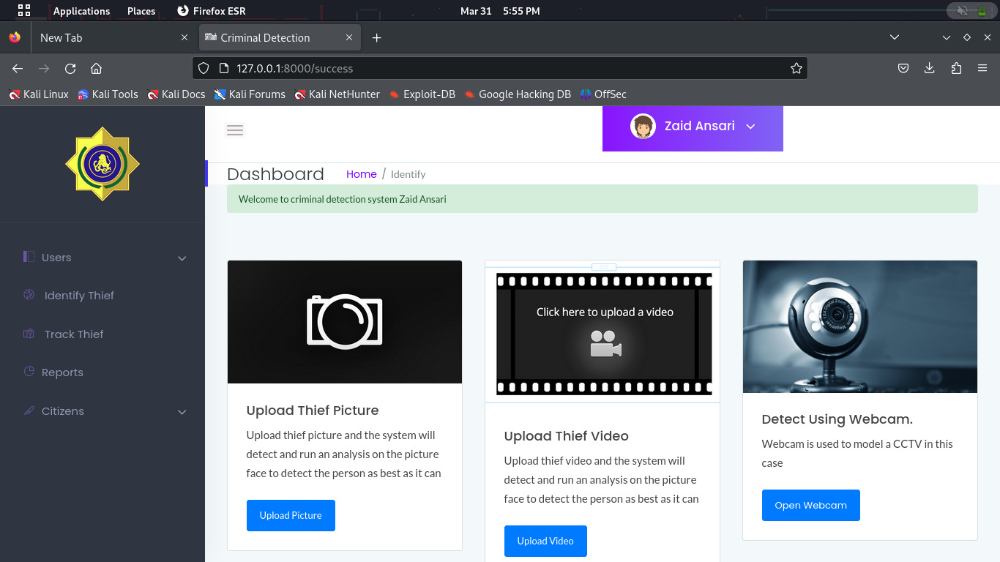 Applications Places Firefox ESR Mar 31 5:55 PM
New Tab Criminal Detection
127.0.0.1:8000/success
Kali Linux Kali Tools Kali Docs Kali Forums Kali NetHunter Exploit-DB Google Hacking DB OffSec
Zaid Ansari
Dashboard Home / Identify
Welcome to criminal detection system Zaid Ansari
Users
Identify Thief
Track Thief
Reports
Citizens
Upload Thief Picture
Upload thief picture and the system will
detect and run an analysis on the picture
face to detect the person as best as it can
Upload Picture
Click here to upload a video
Upload Thief Video
Upload thief video and the system will
detect and run an analysis on the picture
face to detect the person as best as it can
Upload Video
Detect Using Webcam.
Webcam is used to model a CCTV in this
case
Open Webcam